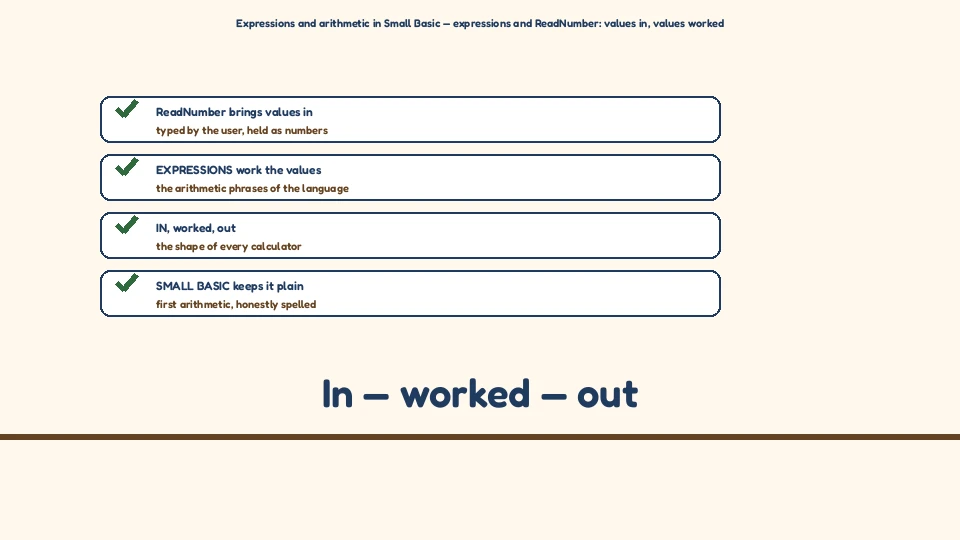 Expressions and arithmetic in Small Basic — expressions and ReadNumber: values in, values worked
ReadNumber brings values in
typed by the user, held as numbers
EXPRESSIONS work the values
the arithmetic phrases of the language
IN, worked, out
the shape of every calculator
SMALL BASIC keeps it plain
first arithmetic, honestly spelled
In — worked — out